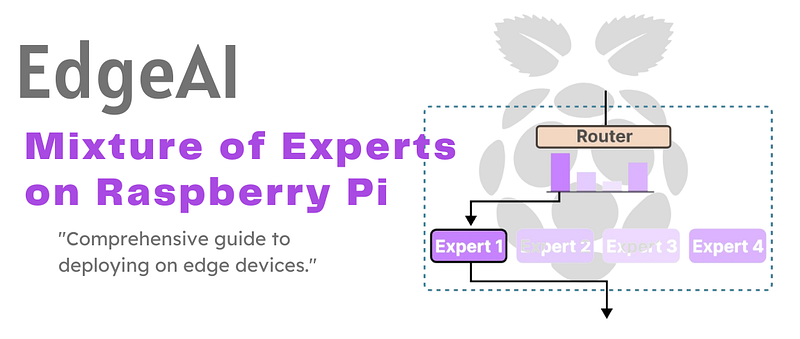 EdgeAI
Mixture of Experts
on Raspberry Pi
"Comprehensive guide to
deploying on edge devices."
Router
Expert 1 Expert 2 Expert 3 Expert 4